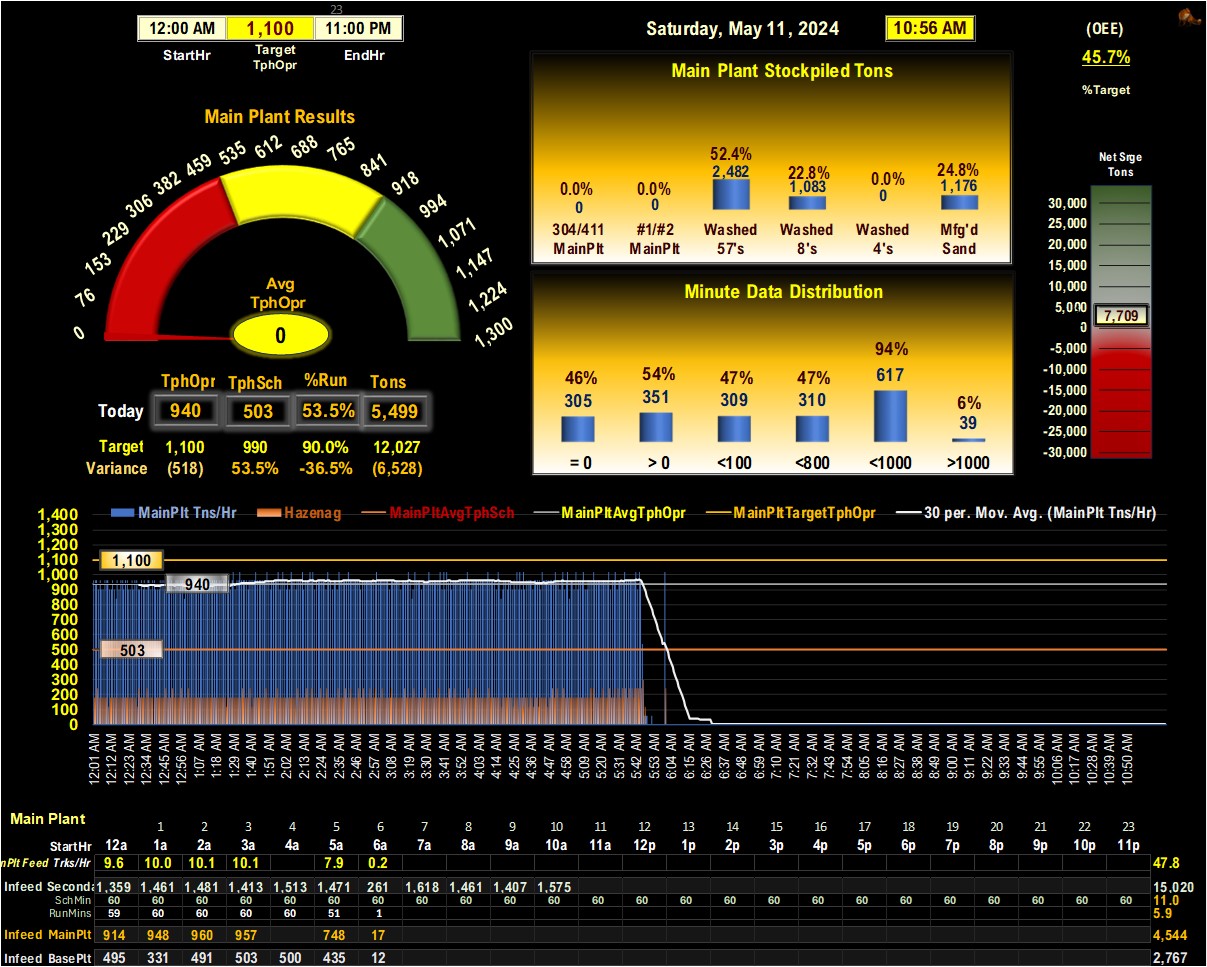 23
12:00 AM 1,100 11:00 PM
StartHr Target TphOpr EndHr
Saturday, May 11, 2024 10:56 AM
(OEE)
45.7%
%Target
Main Plant Results
0 76 153 229 306 382 459 535 612 688 765 841 918 994 1,071 1,147 1,224 1,300
Avg
TphOpr
0
TphOpr TphSch %Run Tons
Today 940 503 53.5% 5,499
Target 1,100 990 90.0% 12,027
Variance (518) 53.5% -36.5% (6,528)
Main Plant Stockpiled Tons
0.0% 0.0% 52.4% 22.8% 0.0% 24.8%
0 0 2,482 1,083 0 1,176
304/411 #1/#2 Washed Washed Washed Mfg'd
MainPlt MainPlt 57's 8's 4's Sand
Minute Data Distribution
46% 54% 47% 47% 94% 6%
305 351 309 310 617 39
= 0 > 0 <100 <800 <1000 >1000
Net Srge
Tons
30,000
25,000
20,000
15,000
10,000
5,000
7,709
0
-5,000
-10,000
-15,000
-20,000
-25,000
-30,000
MainPlt Tns/Hr Hazenag MainPltAvgTphSch MainPltAvgTphOpr MainPltTargetTphOpr 30 per. Mov. Avg. (MainPlt Tns/Hr)
1,400
1,300
1,200
1,100
1,000
900
800
700
600
500
400
300
200
100
0
1,100
940
503
12:01 AM 12:12 AM 12:23 AM 12:34 AM 12:45 AM 12:56 AM 1:07 AM 1:18 AM 1:29 AM 1:40 AM 1:51 AM 2:02 AM 2:13 AM 2:24 AM 2:35 AM 2:46 AM 2:57 AM 3:08 AM 3:19 AM 3:30 AM 3:41 AM 3:52 AM 4:03 AM 4:14 AM 4:25 AM 4:36 AM 4:47 AM 4:58 AM 5:09 AM 5:20 AM 5:31 AM 5:42 AM 5:53 AM 6:04 AM 6:15 AM 6:26 AM 6:37 AM 6:48 AM 6:59 AM 7:10 AM 7:21 AM 7:32 AM 7:43 AM 7:54 AM 8:05 AM 8:16 AM 8:27 AM 8:38 AM 8:49 AM 9:00 AM 9:11 AM 9:22 AM 9:33 AM 9:44 AM 9:55 AM 10:06 AM 10:17 AM 10:28 AM 10:39 AM 10:50 AM
Main Plant
1 2 3 4 5 6 7 8 9 10 11 12 13 14 15 16 17 18 19 20 21 22 23
StartHr 12a 1a 2a 3a 4a 5a 6a 7a 8a 9a 10a 11a 12p 1p 2p 3p 4p 5p 6p 7p 8p 9p 10p 11p
nPlt Feed Trks/Hr 9.6 10.0 10.1 10.1 7.9 0.2 47.8
Infeed Seconda 1,359 1,461 1,481 1,413 1,513 1,471 261 1,618 1,461 1,407 1,575 15,020
SchMin 60 60 60 60 60 60 60 60 60 60 60 60 60 60 60 60 60 60 60 60 60 60 60 60 11.0
RunMins 59 60 60 60 60 51 1 5.9
Infeed MainPlt 914 948 960 957 748 17 4,544
Infeed BasePlt 495 331 491 503 500 435 12 2,767